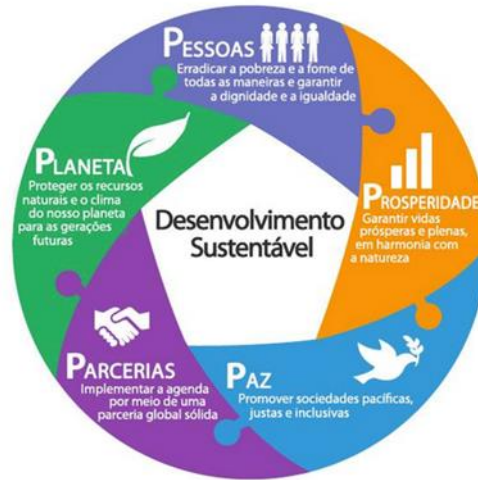 PESSOAS
Erradicar a pobreza e a fome de
todas as maneiras e garantir
a dignidade e a igualdade
PROSPERIDADE
Garantir vidas
prósperas e plenas,
em harmonia com
a natureza
PAZ
Promover sociedades pacíficas,
justas e inclusivas
PARCERIAS
Implementar a agenda
por meio de uma
parceria global sólida
PLANETA
Proteger os recursos
naturais e o clima
do nosso planeta
para as gerações
futuras
Desenvolvimento
Sustentável